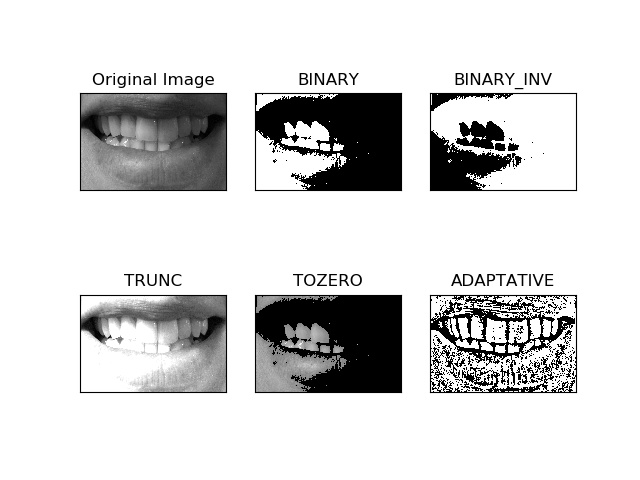 Original Image
BINARY
BINARY_INV
TRUNC
TOZERO
ADAPTATIVE